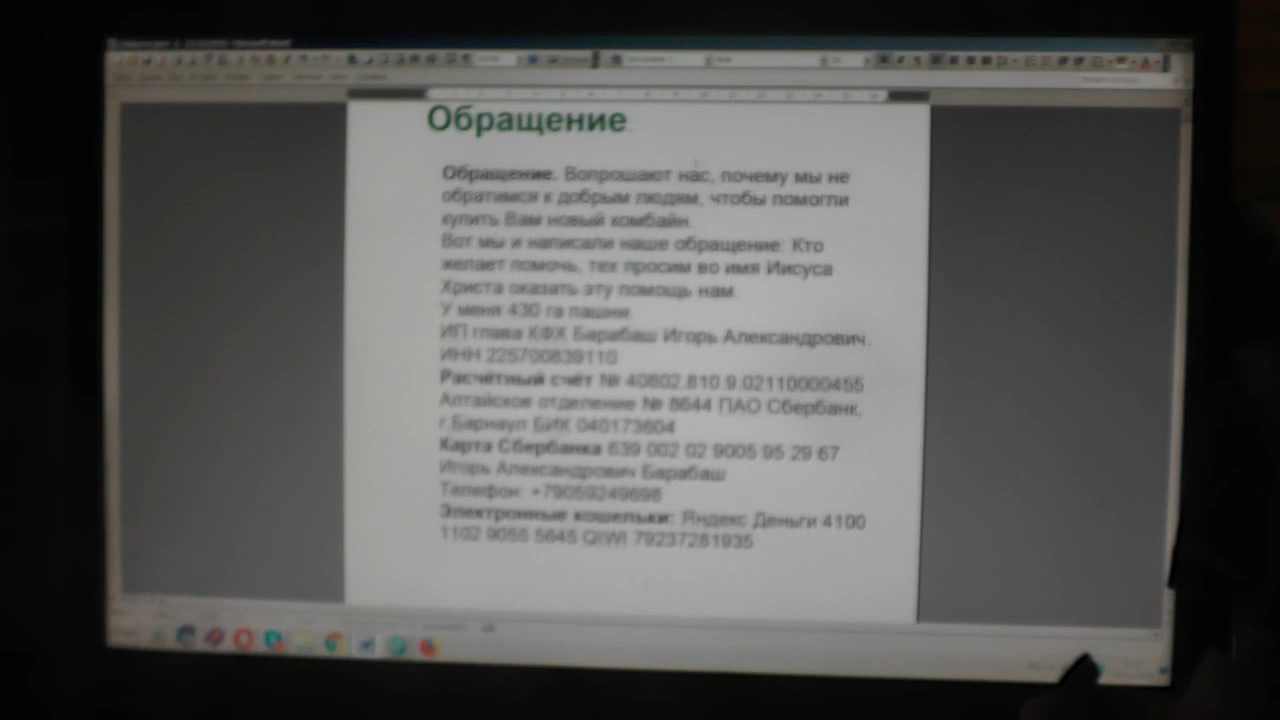 Обращение.
Обращение. Вопрошают нас, почему мы не
обратимся к добрым людям, чтобы помогли
купить Вам новый комбайн.
Вот мы и написали наше обращение: Кто
желает помочь, тех просим во имя Иисуса
Христа оказать эту помощь нам.
У меня 430 га пашни.
ИП глава КФХ Барабаш Игорь Александрович.
ИНН 225700839110
Расчётный счёт № 40802.810.9.02110000455
Алтайское отделение № 8644 ПАО Сбербанк,
г.Барнаул БИК 040173604
Карта Сбербанка 639 002 02 9005 95 29 67
Игорь Александрович Барабаш
Телефон: +79059249698
Электронные кошельки: Яндекс Деньги 4100
1102 9055 5645 QIWI 79237281935